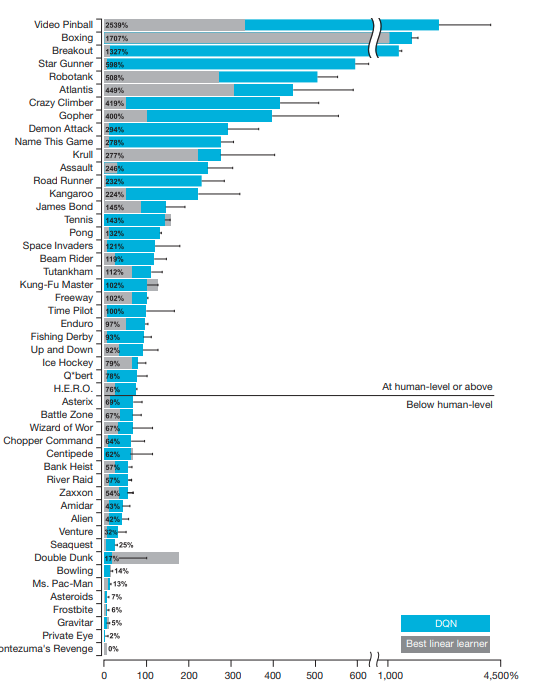 Video Pinball 2539%
Boxing 1707%
Breakout 1327%
Star Gunner 598%
Robotank 508%
Atlantis 449%
Crazy Climber 419%
Gopher 400%
Demon Attack 294%
Name This Game 278%
Krull 277%
Assault 246%
Road Runner 232%
Kangaroo 224%
James Bond 145%
Tennis 143%
Pong 132%
Space Invaders 121%
Beam Rider 119%
Tutankham 112%
Kung-Fu Master 102%
Freeway 102%
Time Pilot 100%
Enduro 97%
Fishing Derby 93%
Up and Down 92%
Ice Hockey 79%
Q*bert 78%
H.E.R.O. 76%
At human-level or above
Below human-level
Asterix 69%
Battle Zone 67%
Wizard of Wor 67%
Chopper Command 64%
Centipede 62%
Bank Heist 57%
River Raid 57%
Zaxxon 54%
Amidar 43%
Alien 42%
Venture 32%
Seaquest 25%
Double Dunk 17%
Bowling 14%
Ms. Pac-Man 13%
Asteroids 7%
Frostbite 6%
Gravitar 5%
Private Eye 2%
ontezuma's Revenge 0%
DQN
Best linear learner
0 100 200 300 400 500 600 1,000 4,500%